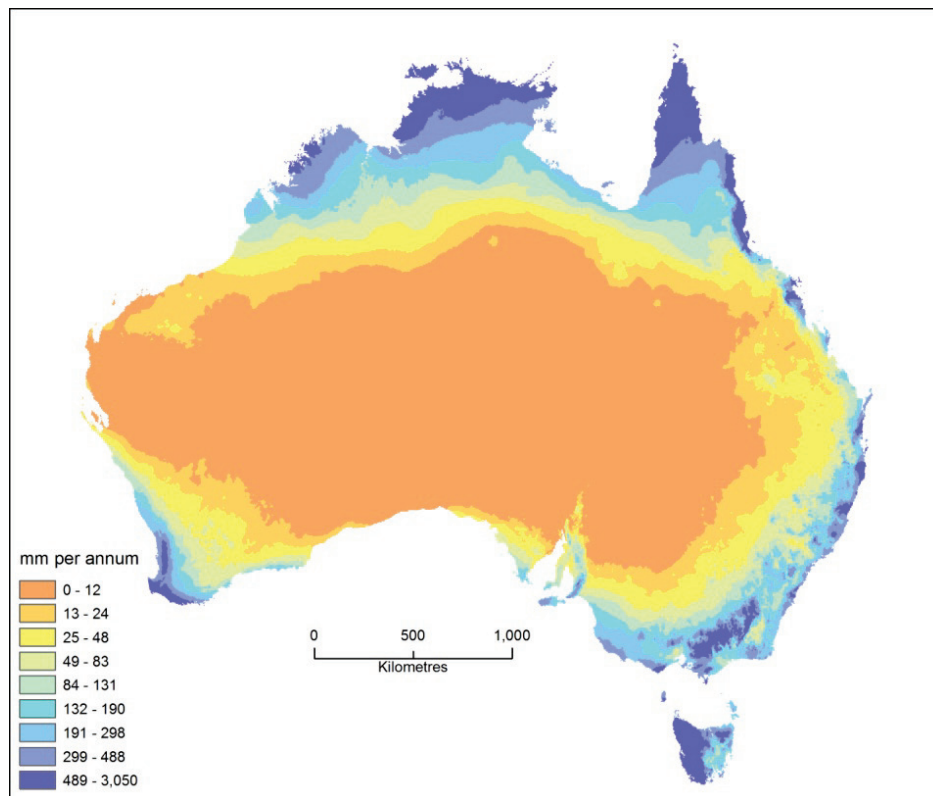 mm per annum
0 - 12
13 - 24
25 - 48
49 - 83
84 - 131
132 - 190
191 - 298
299 - 488
489 - 3,050
0 500 1,000
Kilometres